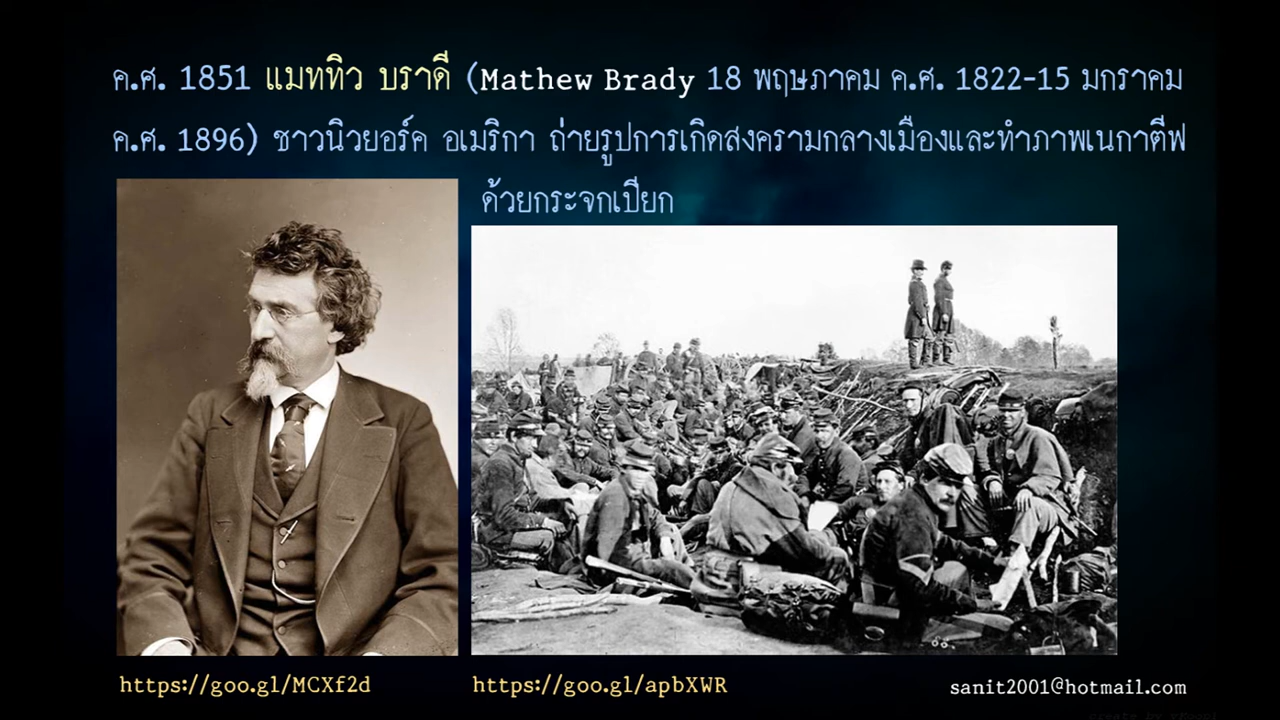 ค.ศ. 1851 แมททิว บราดี (Mathew Brady 18 พฤษภาคม ค.ศ. 1822-15 มกราคม
ค.ศ. 1896) ชาวนิวยอร์ค อเมริกา ถ่ายรูปการเกิดสงครามกลางเมืองและทำภาพเนกาตีฟ
ด้วยกระจกเปียก
https://goo.gl/MCXf2d
https://goo.gl/apbXWR
sanit2001@hotmail.com